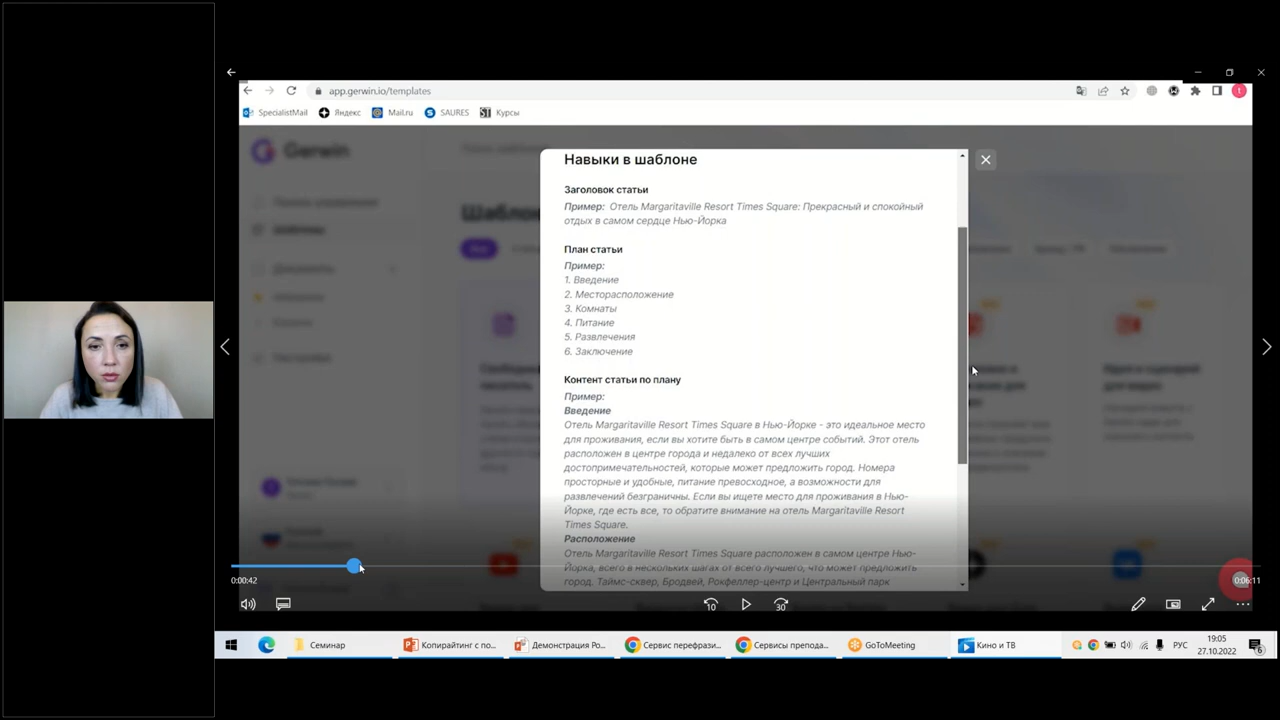 app.gerwin.io/templates
SpecialistMail Яндекс Mail.ru SAURES Курсы
Gerwin
Навыки в шаблоне
Заголовок статьи
Пример: Отель Margaritaville Resort Times Square: Прекрасный и спокойный
отдых в самом сердце Нью-Йорка
План статьи
Пример:
1. Введение
2. Месторасположение
3. Комнаты
4. Питание
5. Развлечения
6. Заключение
Контент статьи по плану
Пример:
Введение
Отель Margaritaville Resort Times Square в Нью-Йорке - это идеальное место
для проживания, если вы хотите быть в самом центре событий. Этот отель
расположен в центре города и недалеко от всех лучших
достопримечательностей, которые может предложить город. Номера
просторные и удобные, питание превосходное, а возможности для
развлечений безграничны. Если вы ищете место для проживания в Нью-
Йорке, где есть все, то обратите внимание на отель Margaritaville Resort
Times Square.
Расположение
Отель Margaritaville Resort Times Square расположен в самом центре Нью-
Йорка, всего в нескольких шагах от всего лучшего, что может предложить
город. Таймс-сквер, Бродвей, Рокфеллер-центр и Центральный парк
0:00:42 0:06:11
10 30
Семинар Копирайтинг с по... Демонстрация Ро... Сервис перефрази... Сервисы препода... GoToMeeting Кино и ТВ РУС 19:05
27.10.2022 6